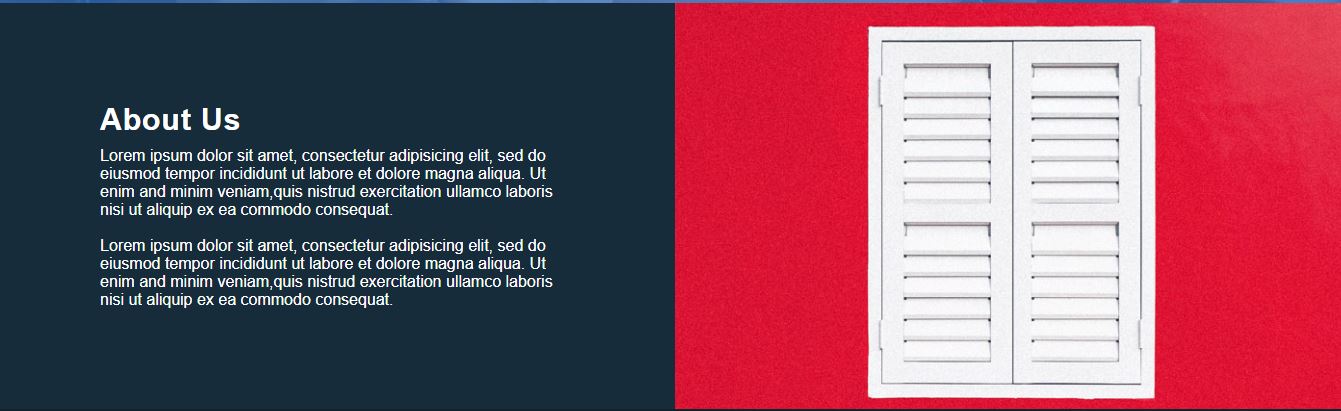 About Us
Lorem ipsum dolor sit amet, consectetur adipisicing elit, sed do
eiusmod tempor incididunt ut labore et dolore magna aliqua. Ut
enim and minim veniam,quis nistrud exercitation ullamco laboris
nisi ut aliquip ex ea commodo consequat.
Lorem ipsum dolor sit amet, consectetur adipisicing elit, sed do
eiusmod tempor incididunt ut labore et dolore magna aliqua. Ut
enim and minim veniam,quis nistrud exercitation ullamco laboris
nisi ut aliquip ex ea commodo consequat.